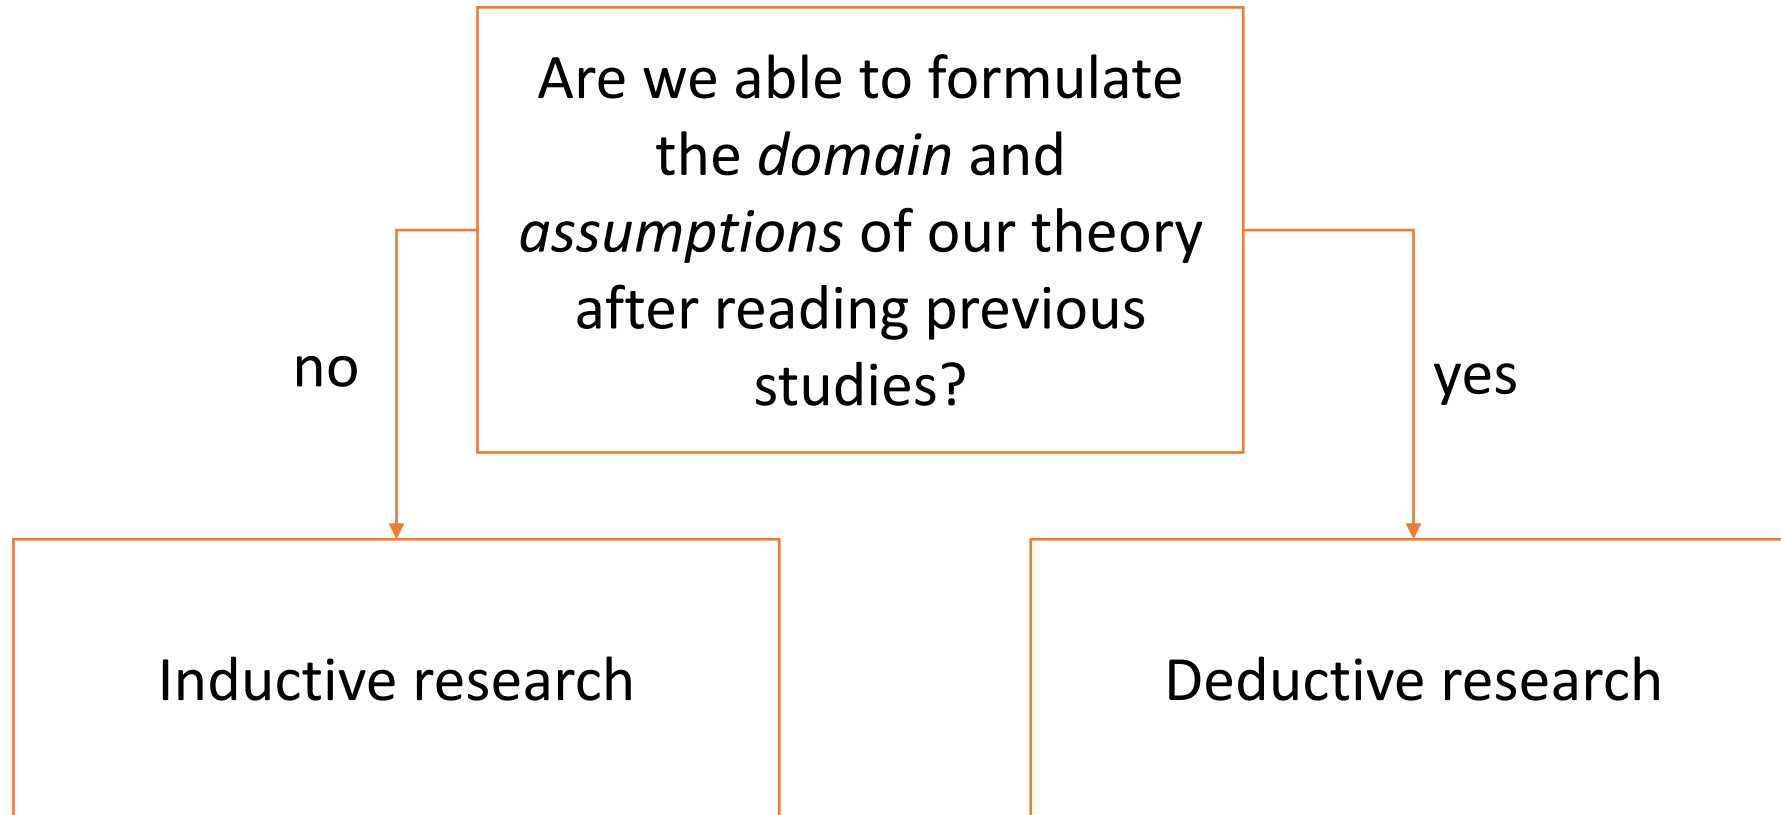 Are we able to formulate
the domain and
assumptions of our theory
after reading previous
studies?
no
yes
Inductive research
Deductive research